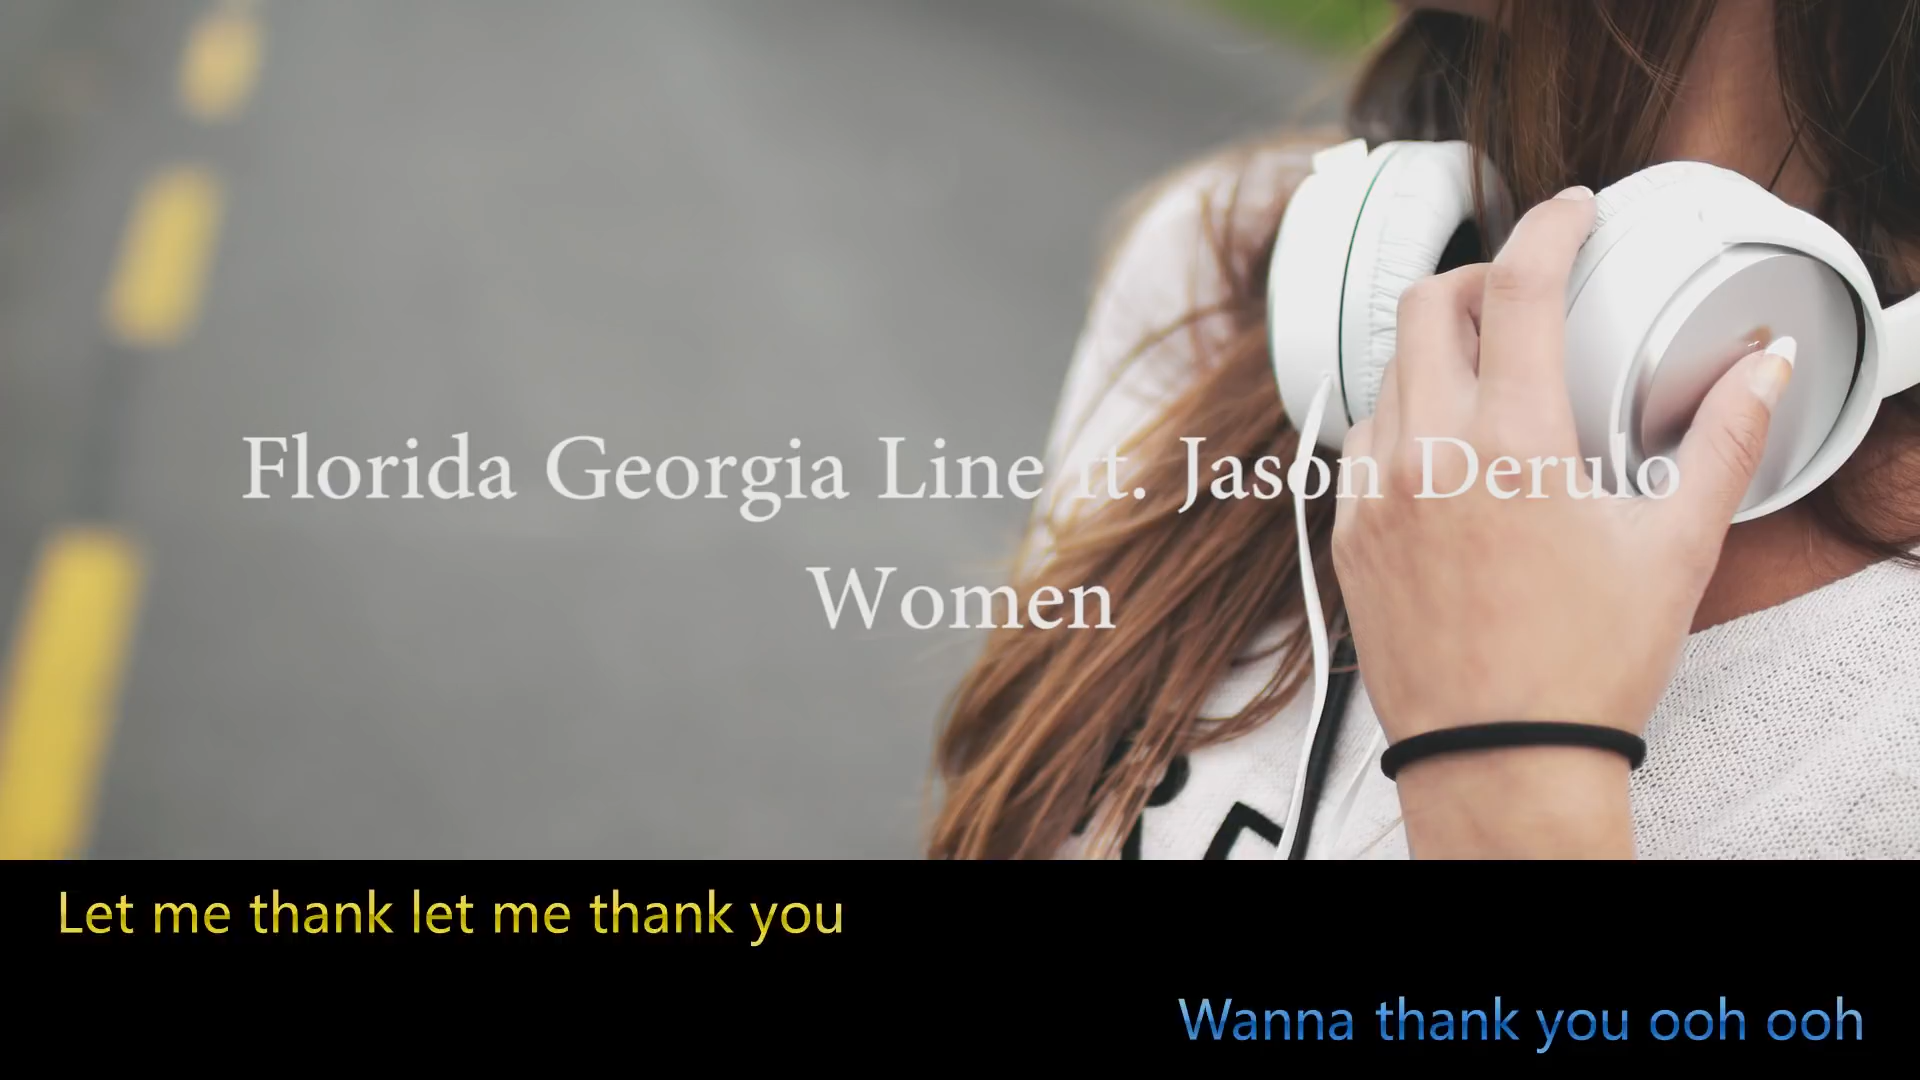 Florida Georgia Line ft. Jason Derulo
Women
Let me thank let me thank you
Wanna thank you ooh ooh